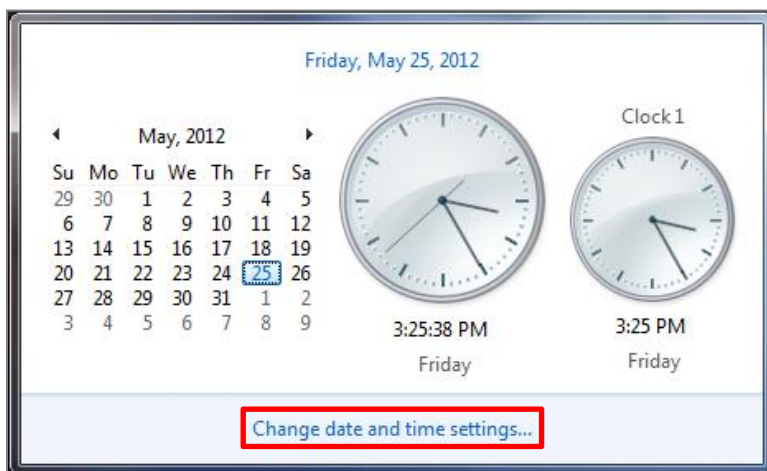 Friday, May 25, 2012
May, 2012
Su Mo Tu We Th Fr Sa
29 30 1 2 3 4 5
6 7 8 9 10 11 12
13 14 15 16 17 18 19
20 21 22 23 24 25 26
27 28 29 30 31 1 2
3 4 5 6 7 8 9
3:25:38 PM
Friday
Clock 1
3:25 PM
Friday
Change date and time settings...